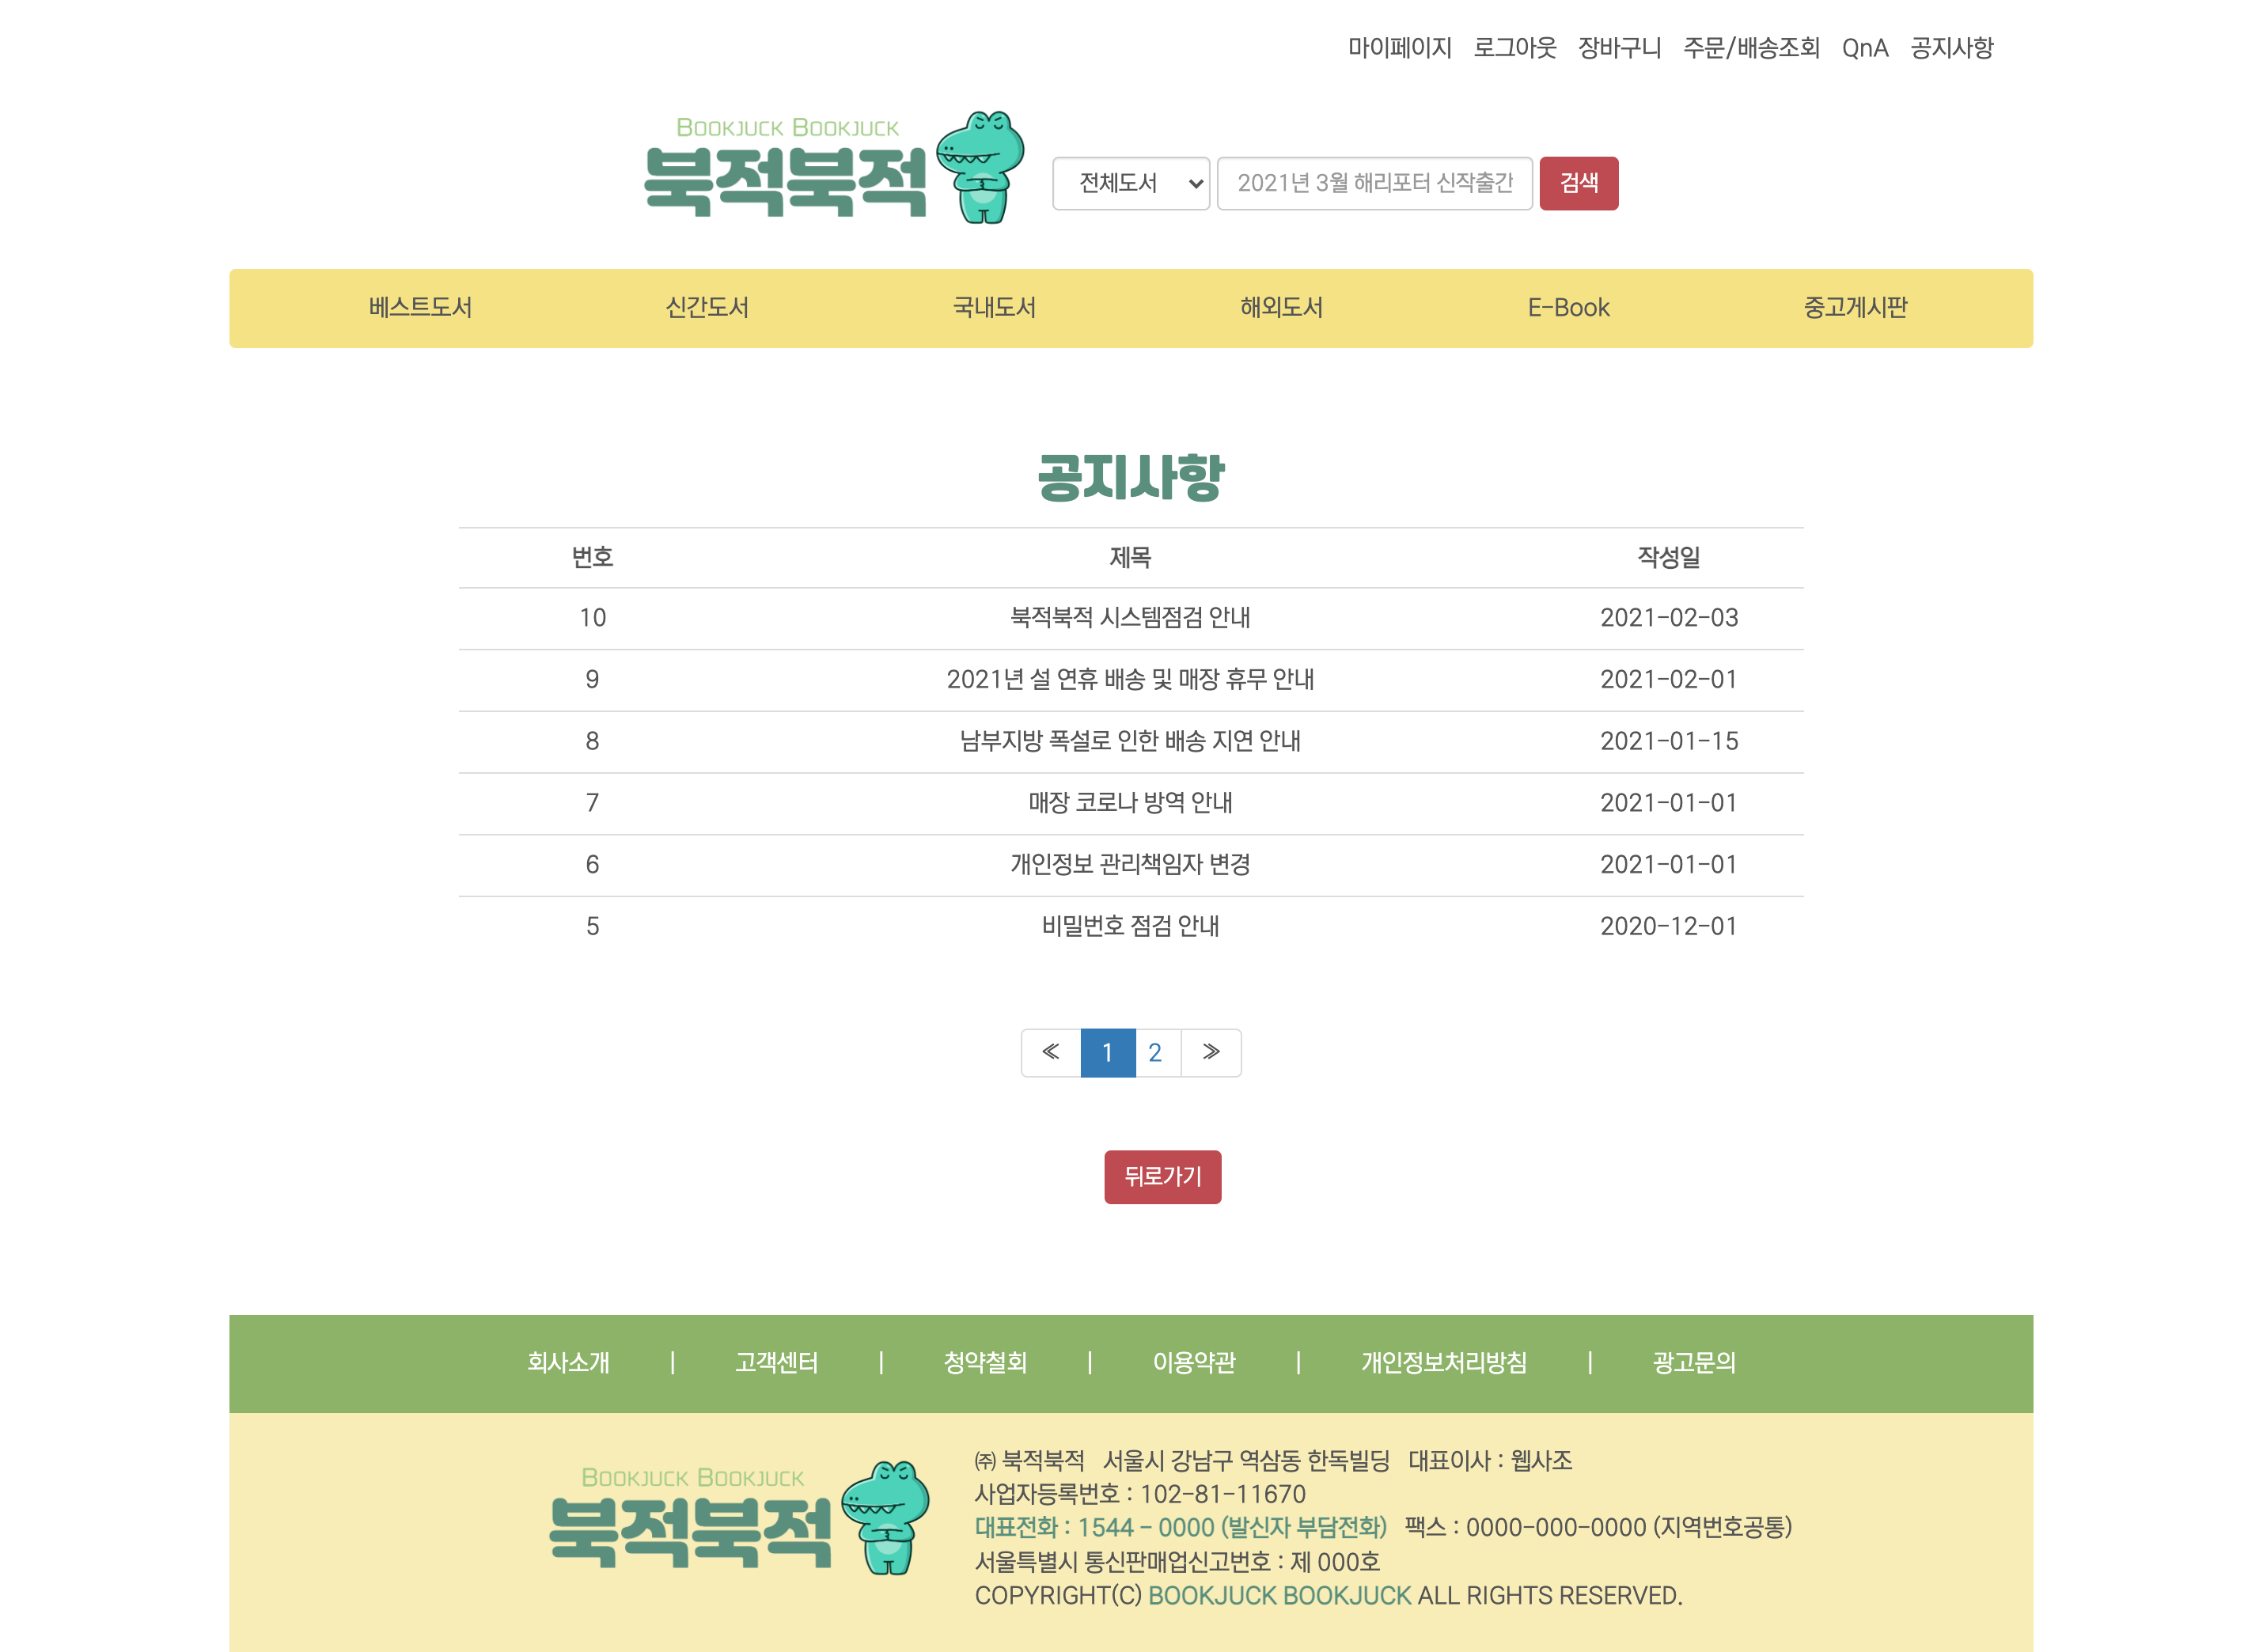 마이페이지 로그아웃 장바구니 주문/배송조회 QnA 공지사항
BOOKJUCK BOOKJUCK
북적북적
전체도서 2021년 3월 해리포터 신작출간 검색
베스트도서 신간도서 국내도서 해외도서 E-Book 중고게시판
공지사항
번호 제목 작성일
10 북적북적 시스템점검 안내 2021-02-03
9 2021년 설 연휴 배송 및 매장 휴무 안내 2021-02-01
8 남부지방 폭설로 인한 배송 지연 안내 2021-01-15
7 매장 코로나 방역 안내 2021-01-01
6 개인정보 관리책임자 변경 2021-01-01
5 비밀번호 점검 안내 2020-12-01
≪ 1 2 ≫
뒤로가기
회사소개 | 고객센터 | 청약철회 | 이용약관 | 개인정보처리방침 | 광고문의
BOOKJUCK BOOKJUCK
북적북적
㈜ 북적북적 서울시 강남구 역삼동 한독빌딩 대표이사 : 웹사조
사업자등록번호 : 102-81-11670
대표전화 : 1544 - 0000 (발신자 부담전화) 팩스 : 0000-000-0000 (지역번호공통)
서울특별시 통신판매업신고번호 : 제 000호
COPYRIGHT(C) BOOKJUCK BOOKJUCK ALL RIGHTS RESERVED.